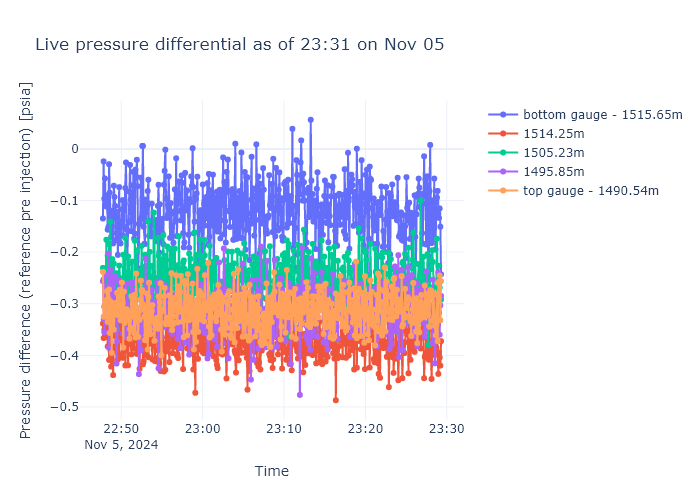 Live pressure differential as of 23:31 on Nov 05
Pressure difference (reference pre injection) [psia]
0
−0.1
−0.2
−0.3
−0.4
−0.5
22:50
Nov 5, 2024
23:00
23:10
23:20
23:30
Time
bottom gauge - 1515.65m
1514.25m
1505.23m
1495.85m
top gauge - 1490.54m